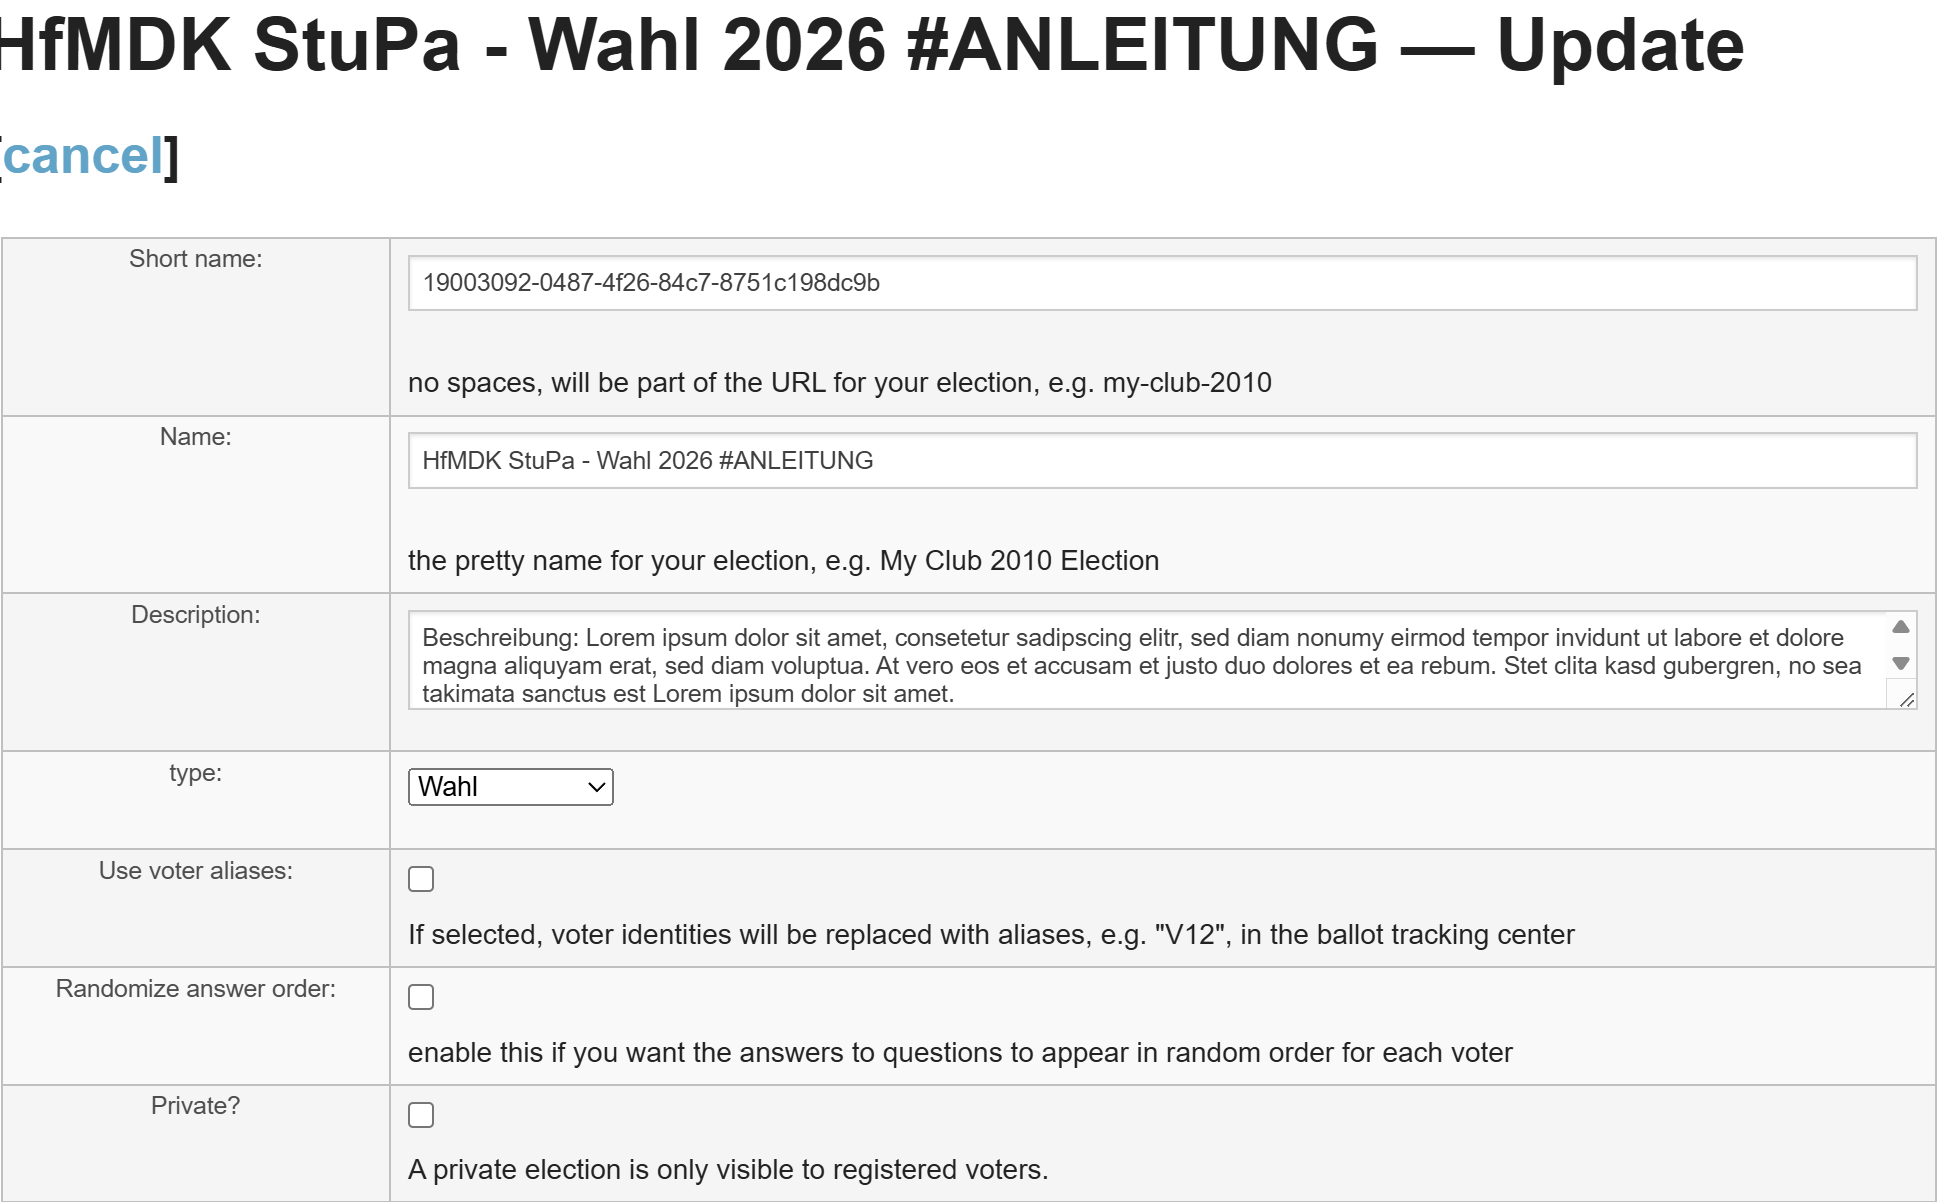 HfMDK StuPa - Wahl 2026 #ANLEITUNG — Update
[cancel]
Short name:
19003092-0487-4f26-84c7-8751c198dc9b
no spaces, will be part of the URL for your election, e.g. my-club-2010
Name:
HfMDK StuPa - Wahl 2026 #ANLEITUNG
the pretty name for your election, e.g. My Club 2010 Election
Description:
Beschreibung: Lorem ipsum dolor sit amet, consetetur sadipscing elitr, sed diam nonumy eirmod tempor invidunt ut labore et dolore
magna aliquyam erat, sed diam voluptua. At vero eos et accusam et justo duo dolores et ea rebum. Stet clita kasd gubergren, no sea
takimata sanctus est Lorem ipsum dolor sit amet.
type:
Wahl
Use voter aliases:
If selected, voter identities will be replaced with aliases, e.g. "V12", in the ballot tracking center
Randomize answer order:
enable this if you want the answers to questions to appear in random order for each voter
Private?
A private election is only visible to registered voters.